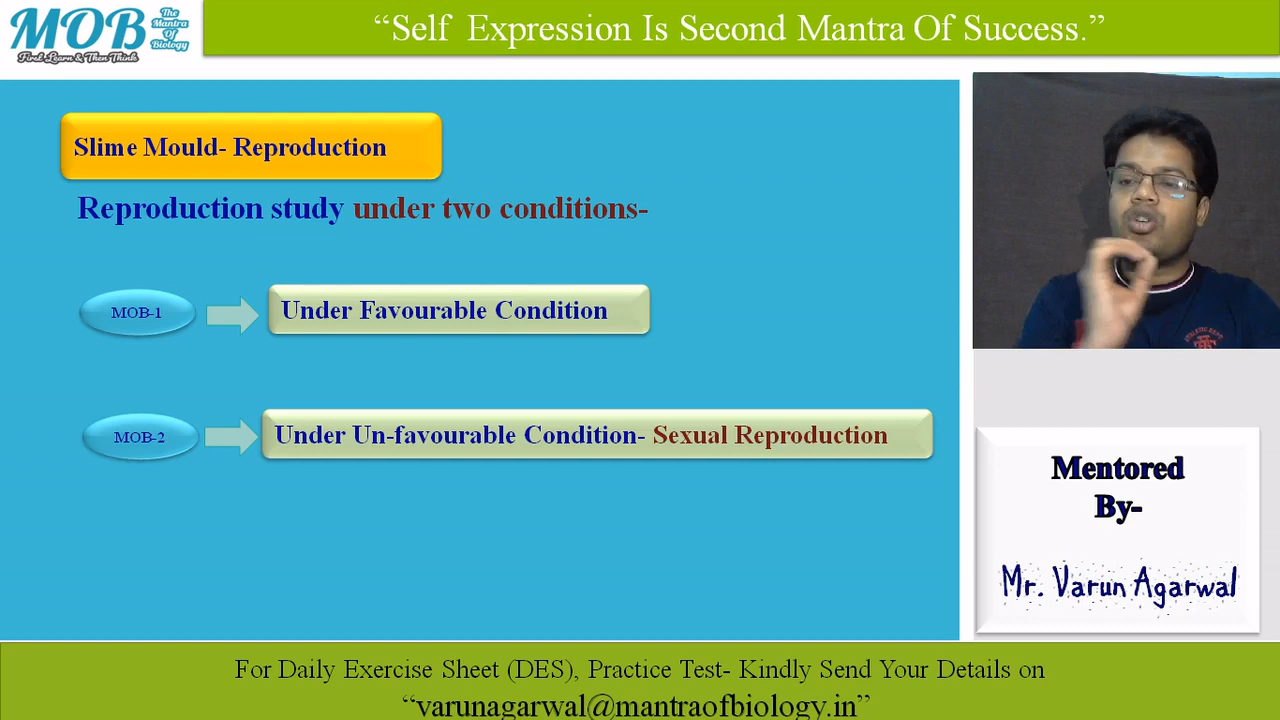 MOB
The
Mantra
Of
Biology
First Learn & Then Think
“Self Expression Is Second Mantra Of Success.”
Slime Mould- Reproduction
Reproduction study under two conditions-
MOB-1
Under Favourable Condition
MOB-2
Under Un-favourable Condition- Sexual Reproduction
Mentored
By-
Mr. Varun Agarwal
For Daily Exercise Sheet (DES), Practice Test- Kindly Send Your Details on
“varunagarwal@mantraofbiology.in”